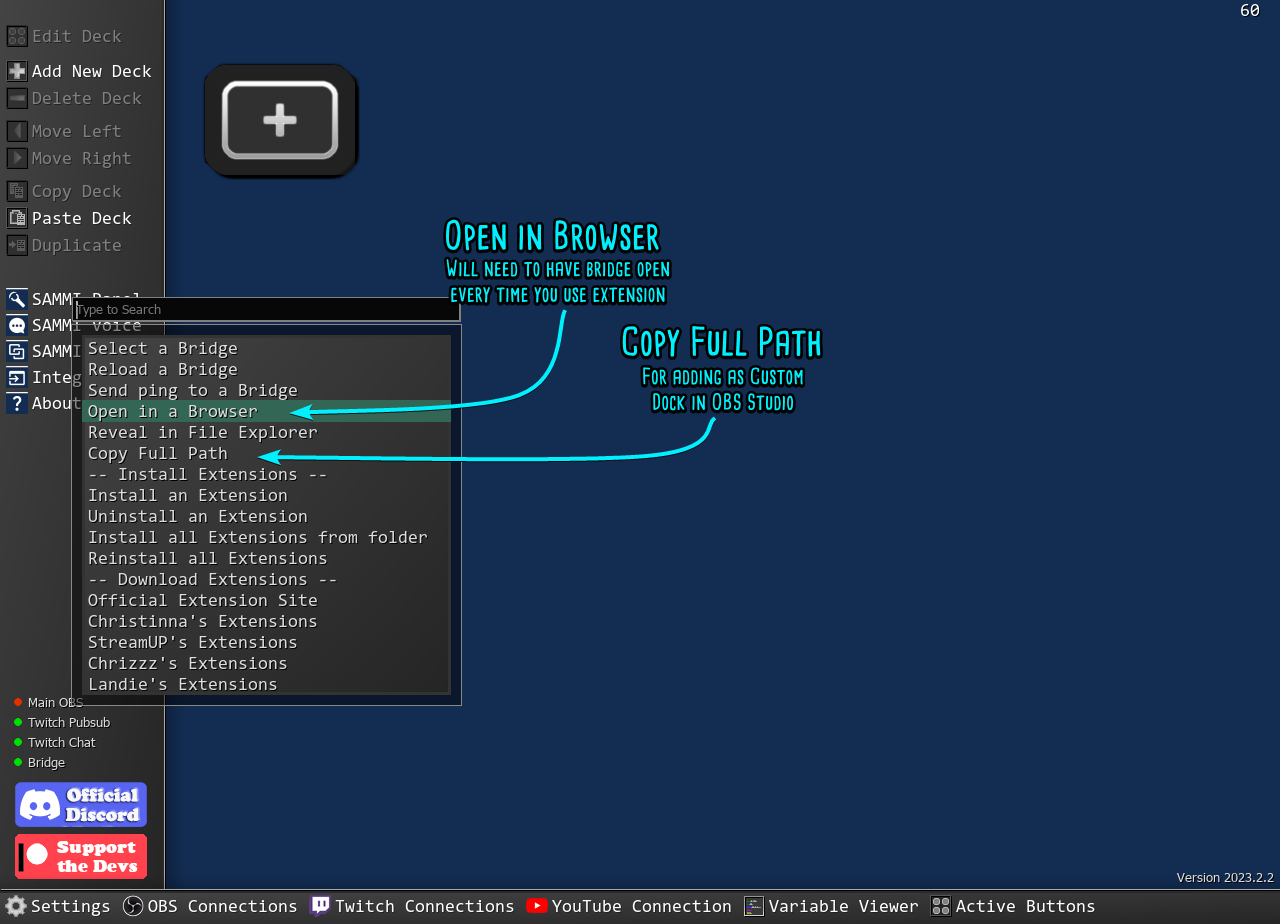 60
Edit Deck
Add New Deck
Delete Deck
Move Left
Move Right
Copy Deck
Paste Deck
Duplicate
SAMMI Panel
SAMMI Voice
SAMMI
Integ
About
Type to Search
Select a Bridge
Reload a Bridge
Send ping to a Bridge
Open in a Browser
Reveal in File Explorer
Copy Full Path
-- Install Extensions --
Install an Extension
Uninstall an Extension
Install all Extensions from folder
Reinstall all Extensions
-- Download Extensions --
Official Extension Site
Christinna's Extensions
StreamUP's Extensions
Chrizzz's Extensions
Landie's Extensions
Open in Browser
Will need to have bridge open
every time you use extension
Copy Full Path
For adding as Custom
Dock in OBS Studio
Main OBS
Twitch Pubsub
Twitch Chat
Bridge
Official
Discord
Support
the Devs
Version 2023.2.2
Settings
OBS Connections
Twitch Connections
YouTube Connection
Variable Viewer
Active Buttons